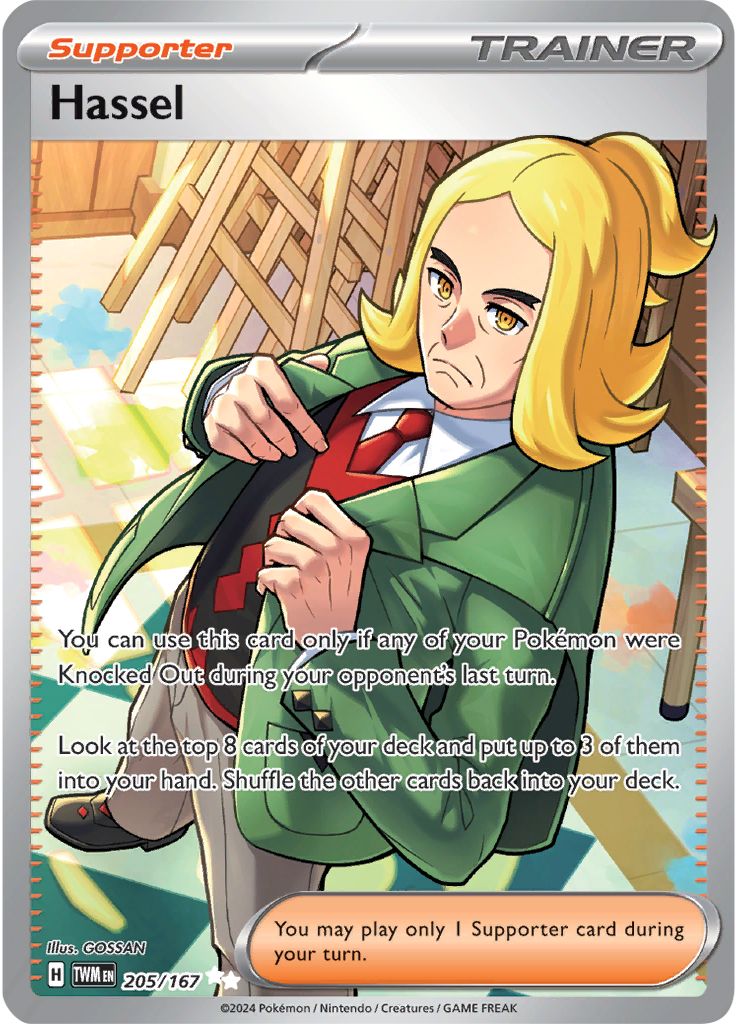 Supporter TRAINER
Hassel
You can use this card only if any of your Pokémon were
Knocked Out during your opponent's last turn.
Look at the top 8 cards of your deck and put up to 3 of them
into your hand. Shuffle the other cards back into your deck.
You may play only 1 Supporter card during
your turn.
Illus. GOSSAN
H TWM EN 205/167
©2024 Pokémon / Nintendo / Creatures / GAME FREAK